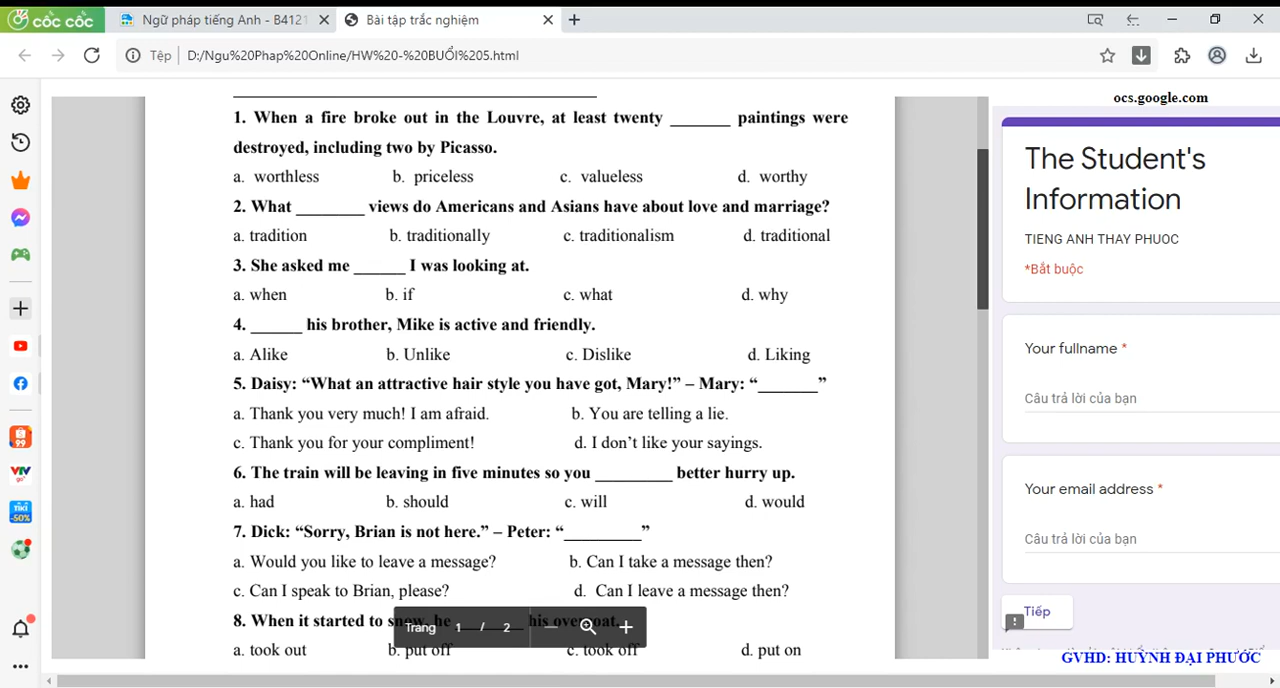 cốc cốc
Ngữ pháp tiếng Anh - B4121
Bài tập trắc nghiệm
Tệp
D:/Ngu%20Phap%20Online/HW%20-%20BUỔI%205.html
1. When a fire broke out in the Louvre, at least twenty _______ paintings were
destroyed, including two by Picasso.
a. worthless b. priceless c. valueless d. worthy
2. What ________ views do Americans and Asians have about love and marriage?
a. tradition b. traditionally c. traditionalism d. traditional
3. She asked me ______ I was looking at.
a. when b. if c. what d. why
4. ______ his brother, Mike is active and friendly.
a. Alike b. Unlike c. Dislike d. Liking
5. Daisy: “What an attractive hair style you have got, Mary!” – Mary: “_______”
a. Thank you very much! I am afraid. b. You are telling a lie.
c. Thank you for your compliment! d. I don’t like your sayings.
6. The train will be leaving in five minutes so you _________ better hurry up.
a. had b. should c. will d. would
7. Dick: “Sorry, Brian is not here.” – Peter: “_________”
a. Would you like to leave a message? b. Can I take a message then?
c. Can I speak to Brian, please? d. Can I leave a message then?
8. When it started to snow, he ________ his overcoat.
a. took out b. put off c. took off d. put on
Trang 1 / 2
ocs.google.com
The Student's
Information
TIENG ANH THAY PHUOC
*Bắt buộc
Your fullname *
Câu trả lời của bạn
Your email address *
Câu trả lời của bạn
Tiếp
GVHD: HUỲNH ĐẠI PHƯỚC
99
VTV
go
TIKI
-50%